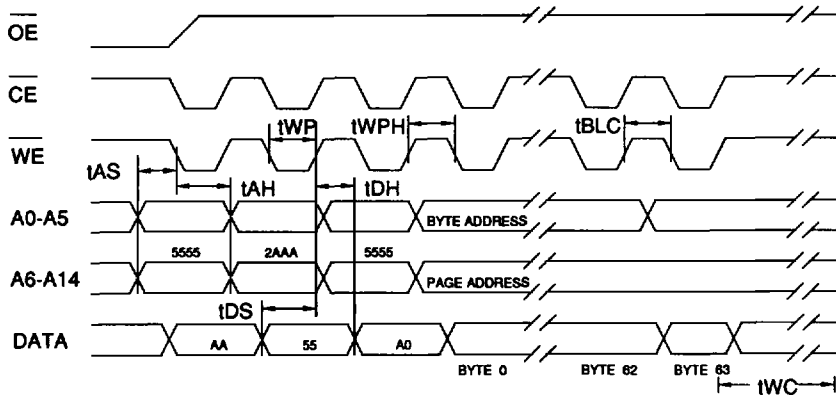 OE
CE
tWP
tWPH
tBLC
WE
tAS
tAH
tDH
A0-A5
BYTE ADDRESS
5555
2AAA
5555
A6-A14
PAGE ADDRESS
tDS
DATA
AA
55
A0
BYTE 0
BYTE 62
BYTE 63
tWC